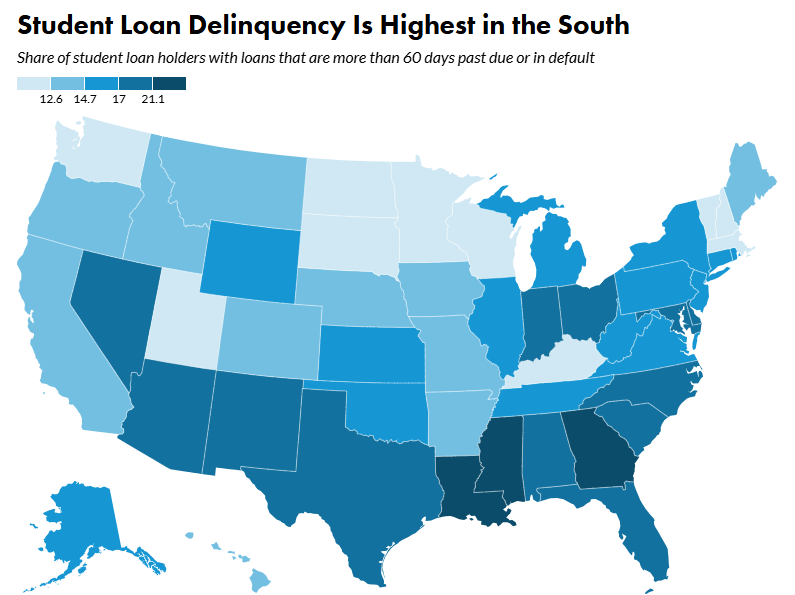 Student Loan Delinquency Is Highest in the South
Share of student loan holders with loans that are more than 60 days past due or in default
12.6 14.7 17 21.1